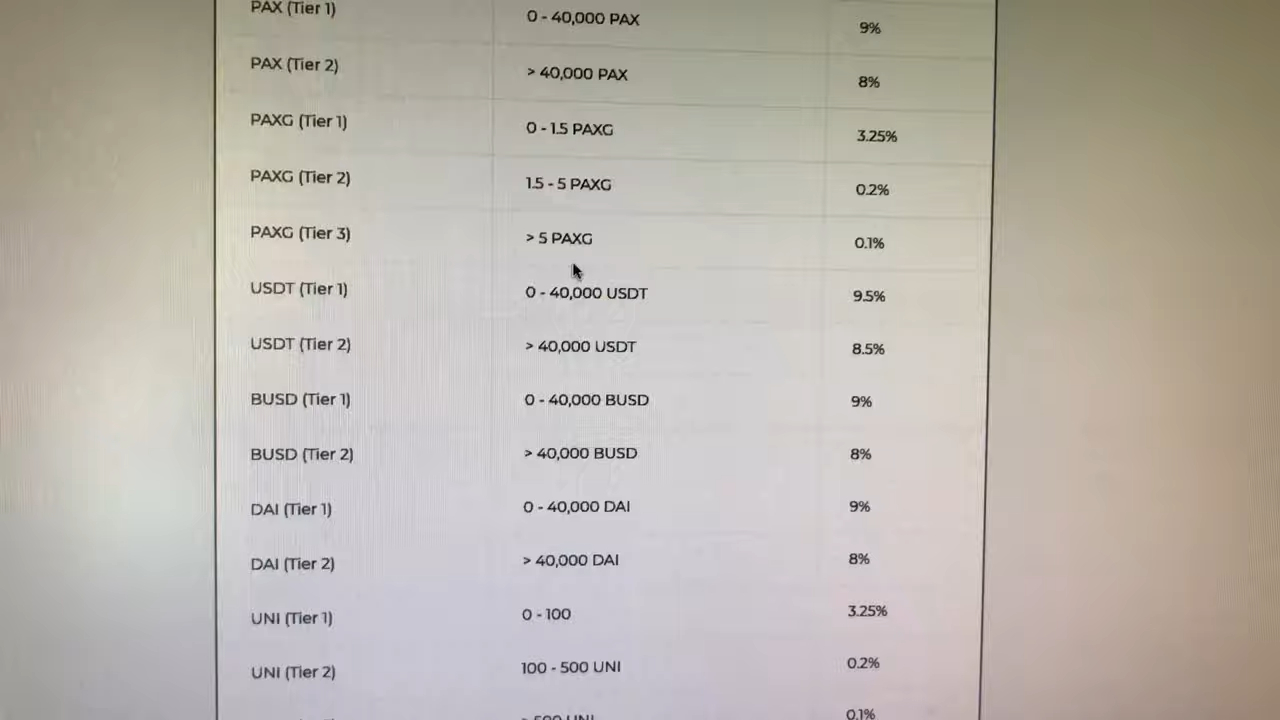 PAX (Tier 1) 0 - 40,000 PAX 9%
PAX (Tier 2) > 40,000 PAX 8%
PAXG (Tier 1) 0 - 1.5 PAXG 3.25%
PAXG (Tier 2) 1.5 - 5 PAXG 0.2%
PAXG (Tier 3) > 5 PAXG 0.1%
USDT (Tier 1) 0 - 40,000 USDT 9.5%
USDT (Tier 2) > 40,000 USDT 8.5%
BUSD (Tier 1) 0 - 40,000 BUSD 9%
BUSD (Tier 2) > 40,000 BUSD 8%
DAI (Tier 1) 0 - 40,000 DAI 9%
DAI (Tier 2) > 40,000 DAI 8%
UNI (Tier 1) 0 - 100 3.25%
UNI (Tier 2) 100 - 500 UNI 0.2%
> 500 UNI 0.1%